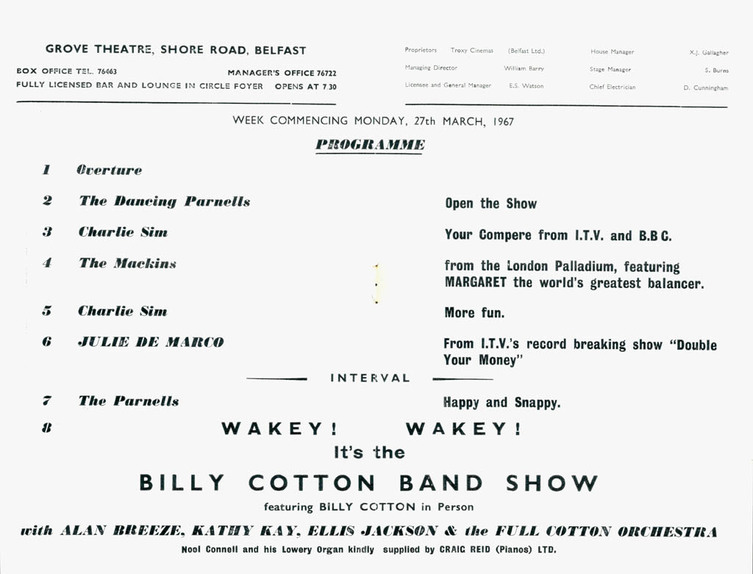 GROVE THEATRE, SHORE ROAD, BELFAST
BOX OFFICE TEL. 76463 MANAGER'S OFFICE 76722
FULLY LICENSED BAR AND LOUNGE IN CIRCLE FOYER OPENS AT 7 30
Proprietors Troxy Cinemas (Belfast Ltd.) House Manager X.J. Gallagher
Managing Director William Barry Stage Manager S. Burns
Licensee and General Manager E.S. Watson Chief Electrician D. Cunningham
WEEK COMMENCING MONDAY, 27th MARCH, 1967
PROGRAMME
1 Overture
2 The Dancing Parnells Open the Show
3 Charlie Sim Your Compere from I.T.V. and B.B C.
4 The Mackins from the London Palladium, featuring
MARGARET the world's greatest balancer.
5 Charlie Sim More fun.
6 JULIE DE MARCO From I.T.V.'s record breaking show "Double
Your Money"
INTERVAL
7 The Parnells Happy and Snappy.
8 WAKEY! WAKEY!
It's the
BILLY COTTON BAND SHOW
featuring BILLY COTTON in Person
with ALAN BREEZE, KATHY KAY, ELLIS JACKSON & the FULL COTTON ORCHESTRA
Noel Connell and his Lowery Organ kindly supplied by CRAIG REID (Pianos) LTD.